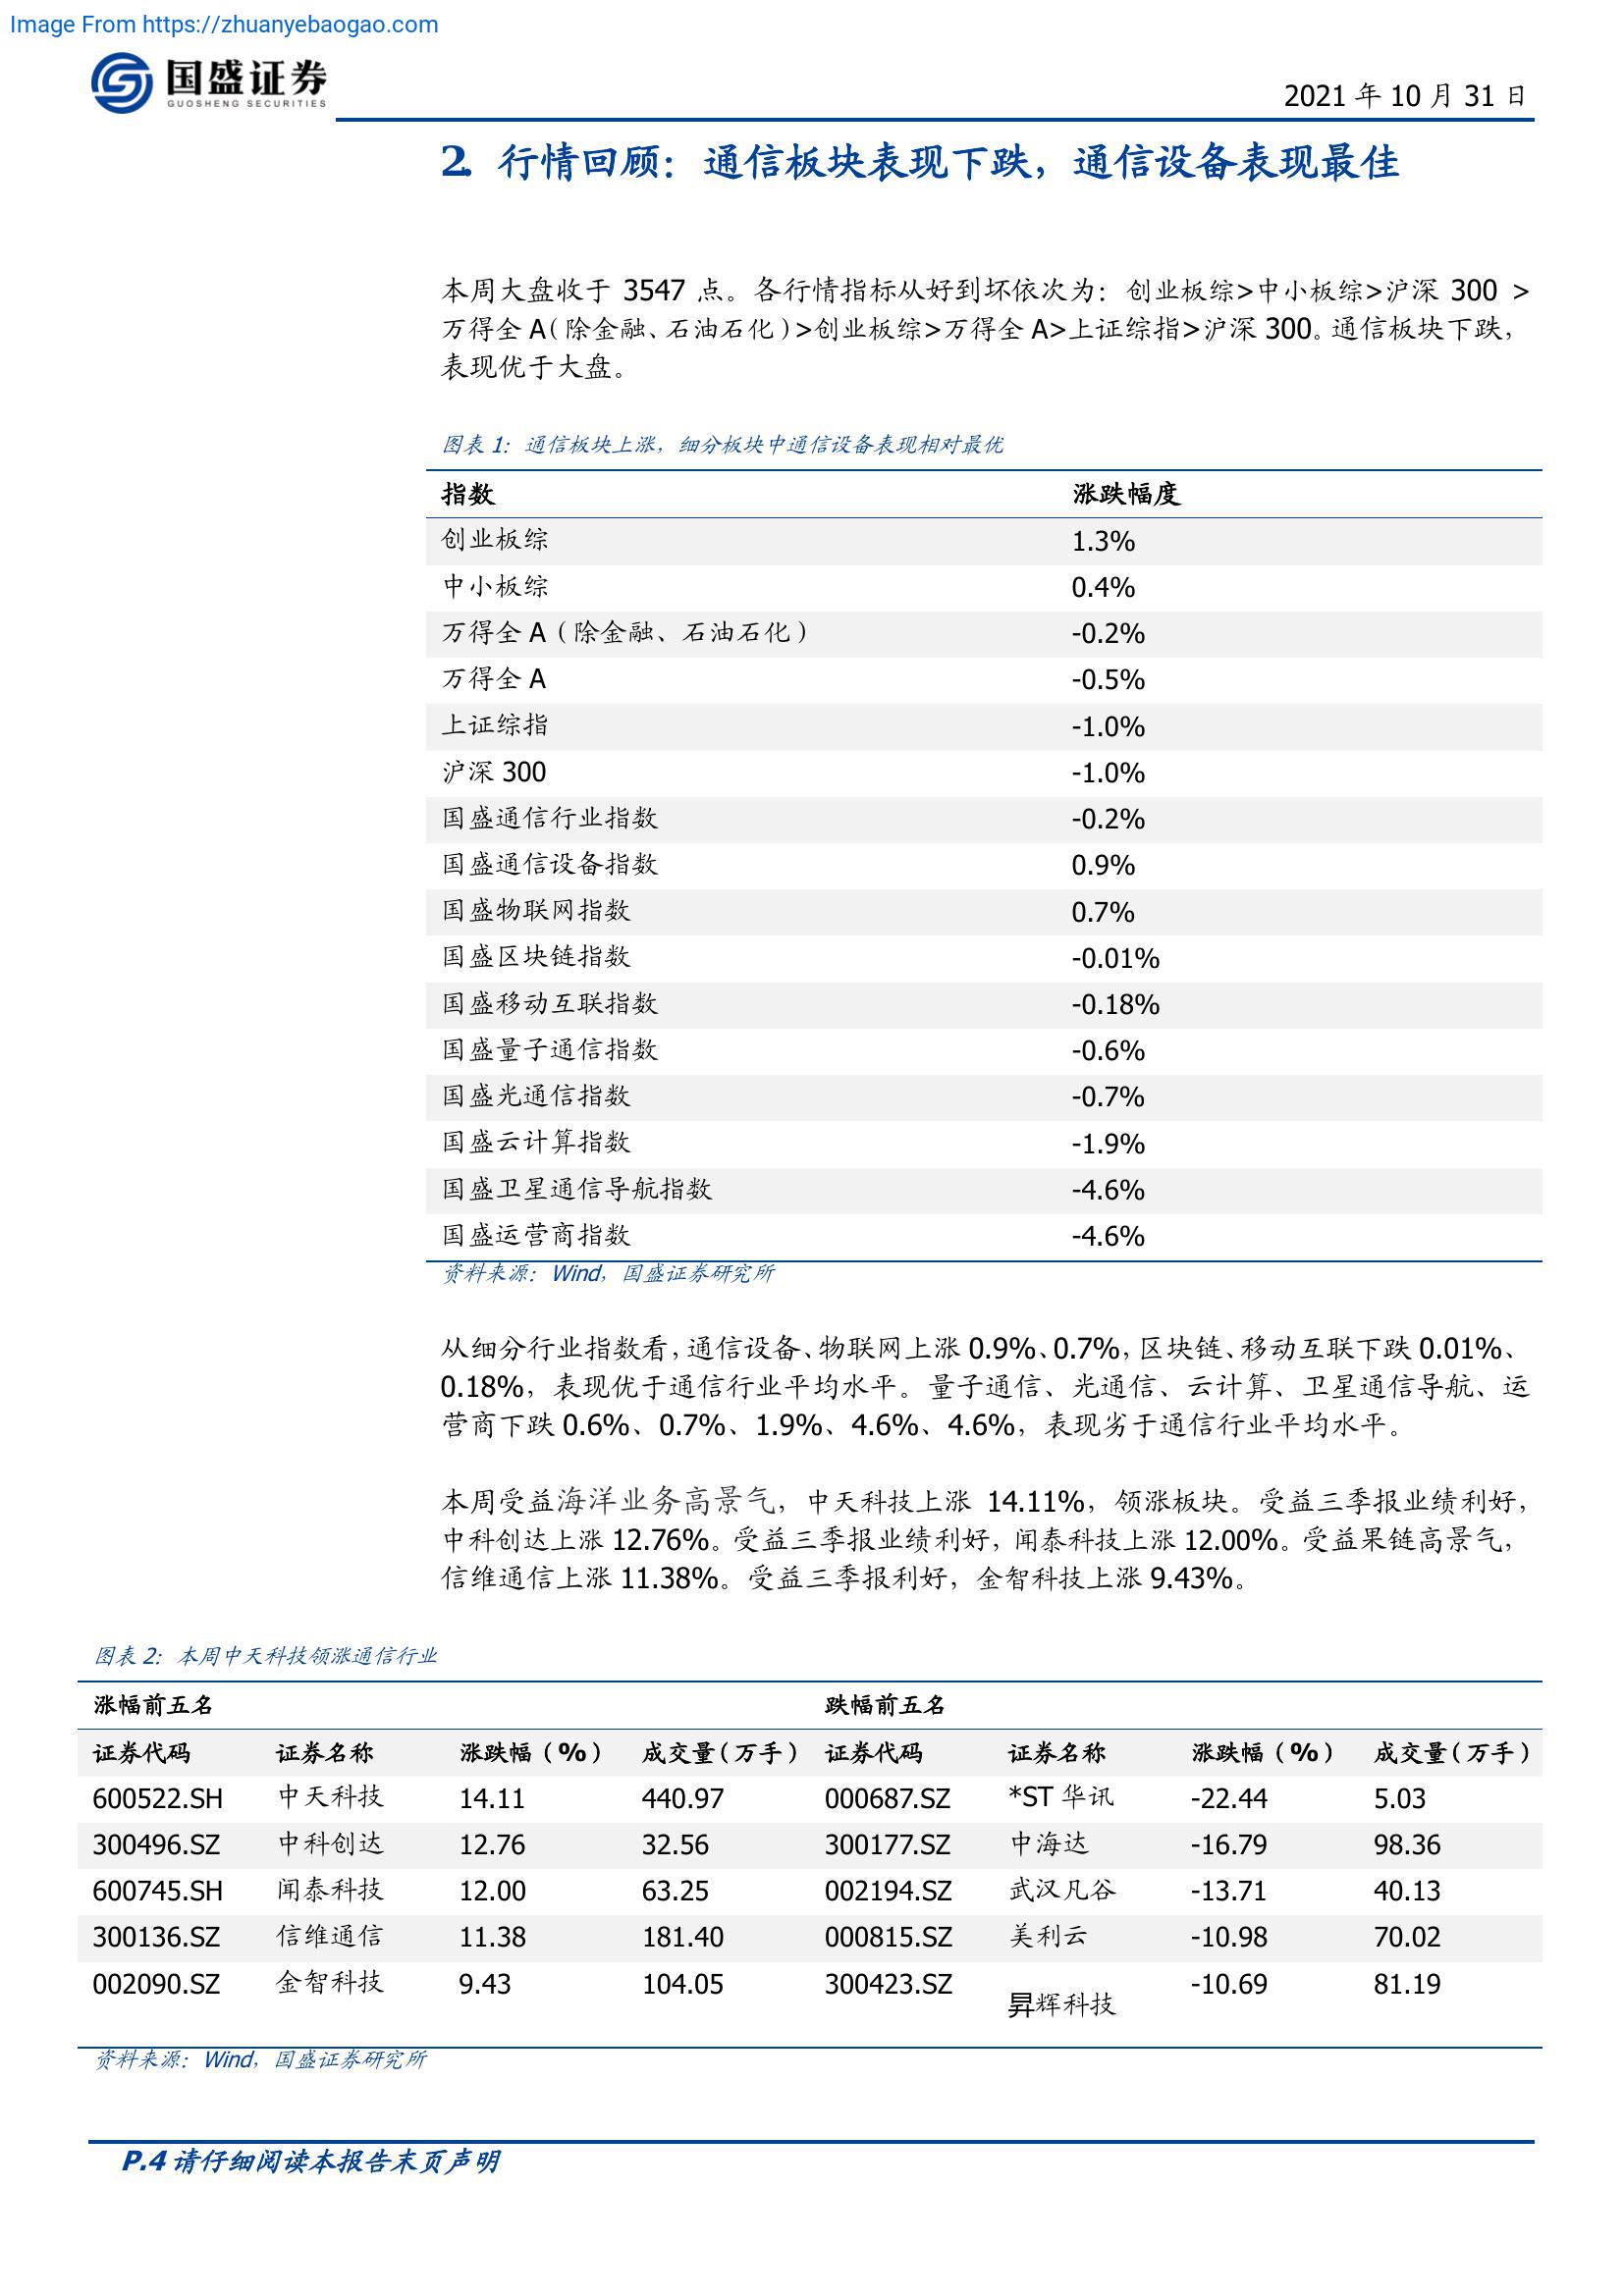 Image From https://zhuanyebaogao.com
国盛证券
GUOSHENG SECURITIES
2021 年 10 月 31 日
2. 行情回顾：通信板块表现下跌，通信设备表现最佳
本周大盘收于 3547 点。各行情指标从好到坏依次为：创业板综>中小板综>沪深 300 >
万得全 A（除金融、石油石化）>创业板综>万得全 A>上证综指>沪深 300。通信板块下跌，
表现优于大盘。
图表 1：通信板块上涨，细分板块中通信设备表现相对最优
指数 涨跌幅度
创业板综 1.3%
中小板综 0.4%
万得全 A（除金融、石油石化） -0.2%
万得全 A -0.5%
上证综指 -1.0%
沪深 300 -1.0%
国盛通信行业指数 -0.2%
国盛通信设备指数 0.9%
国盛物联网指数 0.7%
国盛区块链指数 -0.01%
国盛移动互联指数 -0.18%
国盛量子通信指数 -0.6%
国盛光通信指数 -0.7%
国盛云计算指数 -1.9%
国盛卫星通信导航指数 -4.6%
国盛运营商指数 -4.6%
资料来源：Wind，国盛证券研究所
从细分行业指数看，通信设备、物联网上涨 0.9%、0.7%，区块链、移动互联下跌 0.01%、
0.18%，表现优于通信行业平均水平。量子通信、光通信、云计算、卫星通信导航、运
营商下跌 0.6%、0.7%、1.9%、4.6%、4.6%，表现劣于通信行业平均水平。
本周受益海洋业务高景气，中天科技上涨 14.11%，领涨板块。受益三季报业绩利好，
中科创达上涨 12.76%。受益三季报业绩利好，闻泰科技上涨 12.00%。受益果链高景气，
信维通信上涨 11.38%。受益三季报利好，金智科技上涨 9.43%。
图表 2：本周中天科技领涨通信行业
涨幅前五名 跌幅前五名
证券代码 证券名称 涨跌幅（%） 成交量（万手） 证券代码 证券名称 涨跌幅（%） 成交量（万手）
600522.SH 中天科技 14.11 440.97 000687.SZ *ST 华讯 -22.44 5.03
300496.SZ 中科创达 12.76 32.56 300177.SZ 中海达 -16.79 98.36
600745.SH 闻泰科技 12.00 63.25 002194.SZ 武汉凡谷 -13.71 40.13
300136.SZ 信维通信 11.38 181.40 000815.SZ 美利云 -10.98 70.02
002090.SZ 金智科技 9.43 104.05 300423.SZ 昇辉科技 -10.69 81.19
资料来源：Wind，国盛证券研究所
P.4 请仔细阅读本报告末页声明